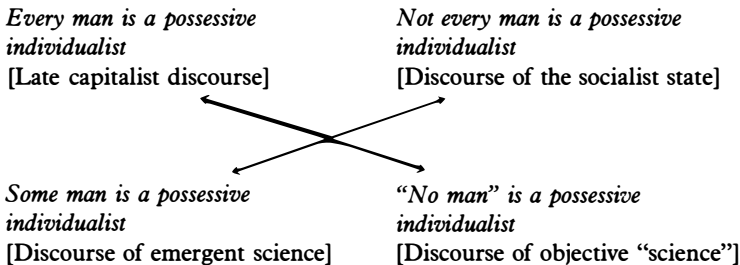 Every man is a possessive
individualist
[Late capitalist discourse]
Not every man is a possessive
individualist
[Discourse of the socialist state]
Some man is a possessive
individualist
[Discourse of emergent science]
“No man” is a possessive
individualist
[Discourse of objective “science”]